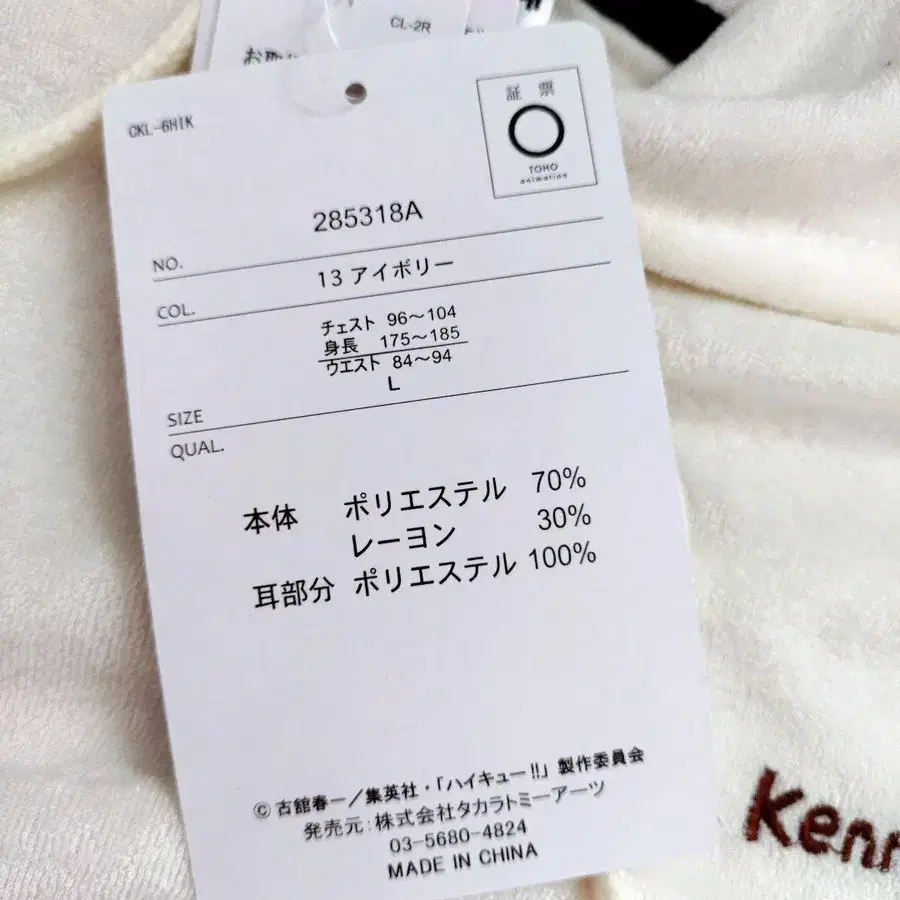 CL-2R
CKL-6HIK
証 票
TOHO
animation
285318A
NO.
13 アイボリー
COL.
チェスト 96～104
身長 175～185
ウエスト 84～94
L
SIZE
QUAL.
本体 ポリエステル 70%
レーヨン 30%
耳部分 ポリエステル 100%
© 古舘春一／集英社・「ハイキュー!!」製作委員会
発売元：株式会社タカラトミーアーツ
03-5680-4824
MADE IN CHINA